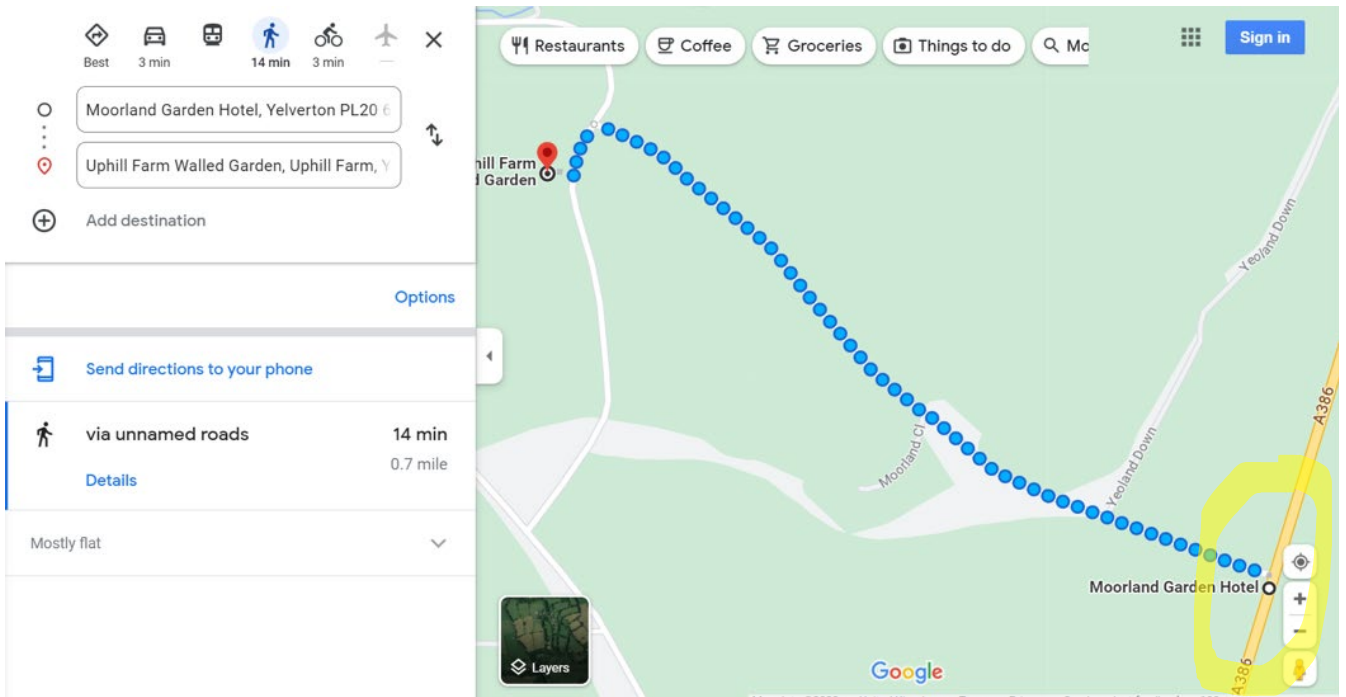 Best
3 min
14 min
3 min
Moorland Garden Hotel, Yelverton PL20 6
Uphill Farm Walled Garden, Uphill Farm, Y
Add destination
Options
Send directions to your phone
via unnamed roads
14 min
Details
0.7 mile
Mostly flat
Restaurants
Coffee
Groceries
Things to do
Mo
Sign in
hill Farm
d Garden
Yeoland Down
A386
Moorland Cl
Yeoland Down
Moorland Garden Hotel
A386
Layers
Google